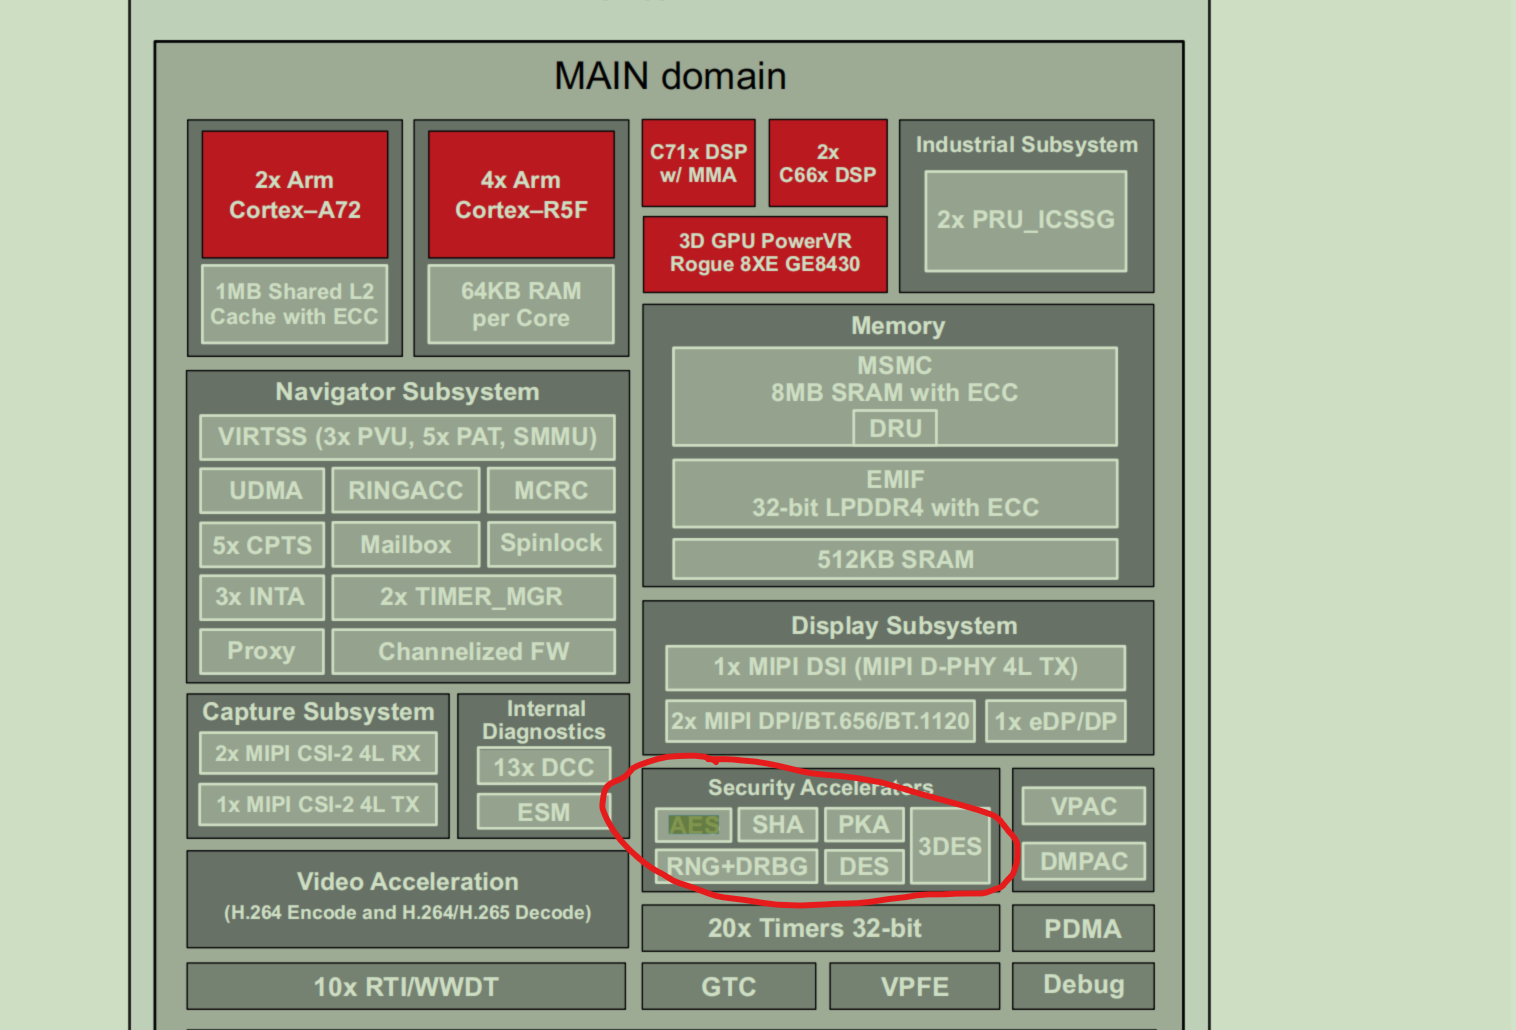 MAIN domain
2x Arm
Cortex–A72
1MB Shared L2
Cache with ECC
4x Arm
Cortex–R5F
64KB RAM
per Core
C71x DSP
w/ MMA
2x
C66x DSP
3D GPU PowerVR
Rogue 8XE GE8430
Industrial Subsystem
2x PRU_ICSSG
Navigator Subsystem
VIRTSS (3x PVU, 5x PAT, SMMU)
UDMA
RINGACC
MCRC
5x CPTS
Mailbox
Spinlock
3x INTA
2x TIMER_MGR
Proxy
Channelized FW
Memory
MSMC
8MB SRAM with ECC
DRU
EMIF
32-bit LPDDR4 with ECC
512KB SRAM
Display Subsystem
1x MIPI DSI (MIPI D-PHY 4L TX)
2x MIPI DPI/BT.656/BT.1120
1x eDP/DP
Capture Subsystem
2x MIPI CSI-2 4L RX
1x MIPI CSI-2 4L TX
Internal
Diagnostics
13x DCC
ESM
Security Accelerators
AES
SHA
PKA
3DES
RNG+DRBG
DES
VPAC
DMPAC
Video Acceleration
(H.264 Encode and H.264/H.265 Decode)
20x Timers 32-bit
PDMA
10x RTI/WWDT
GTC
VPFE
Debug